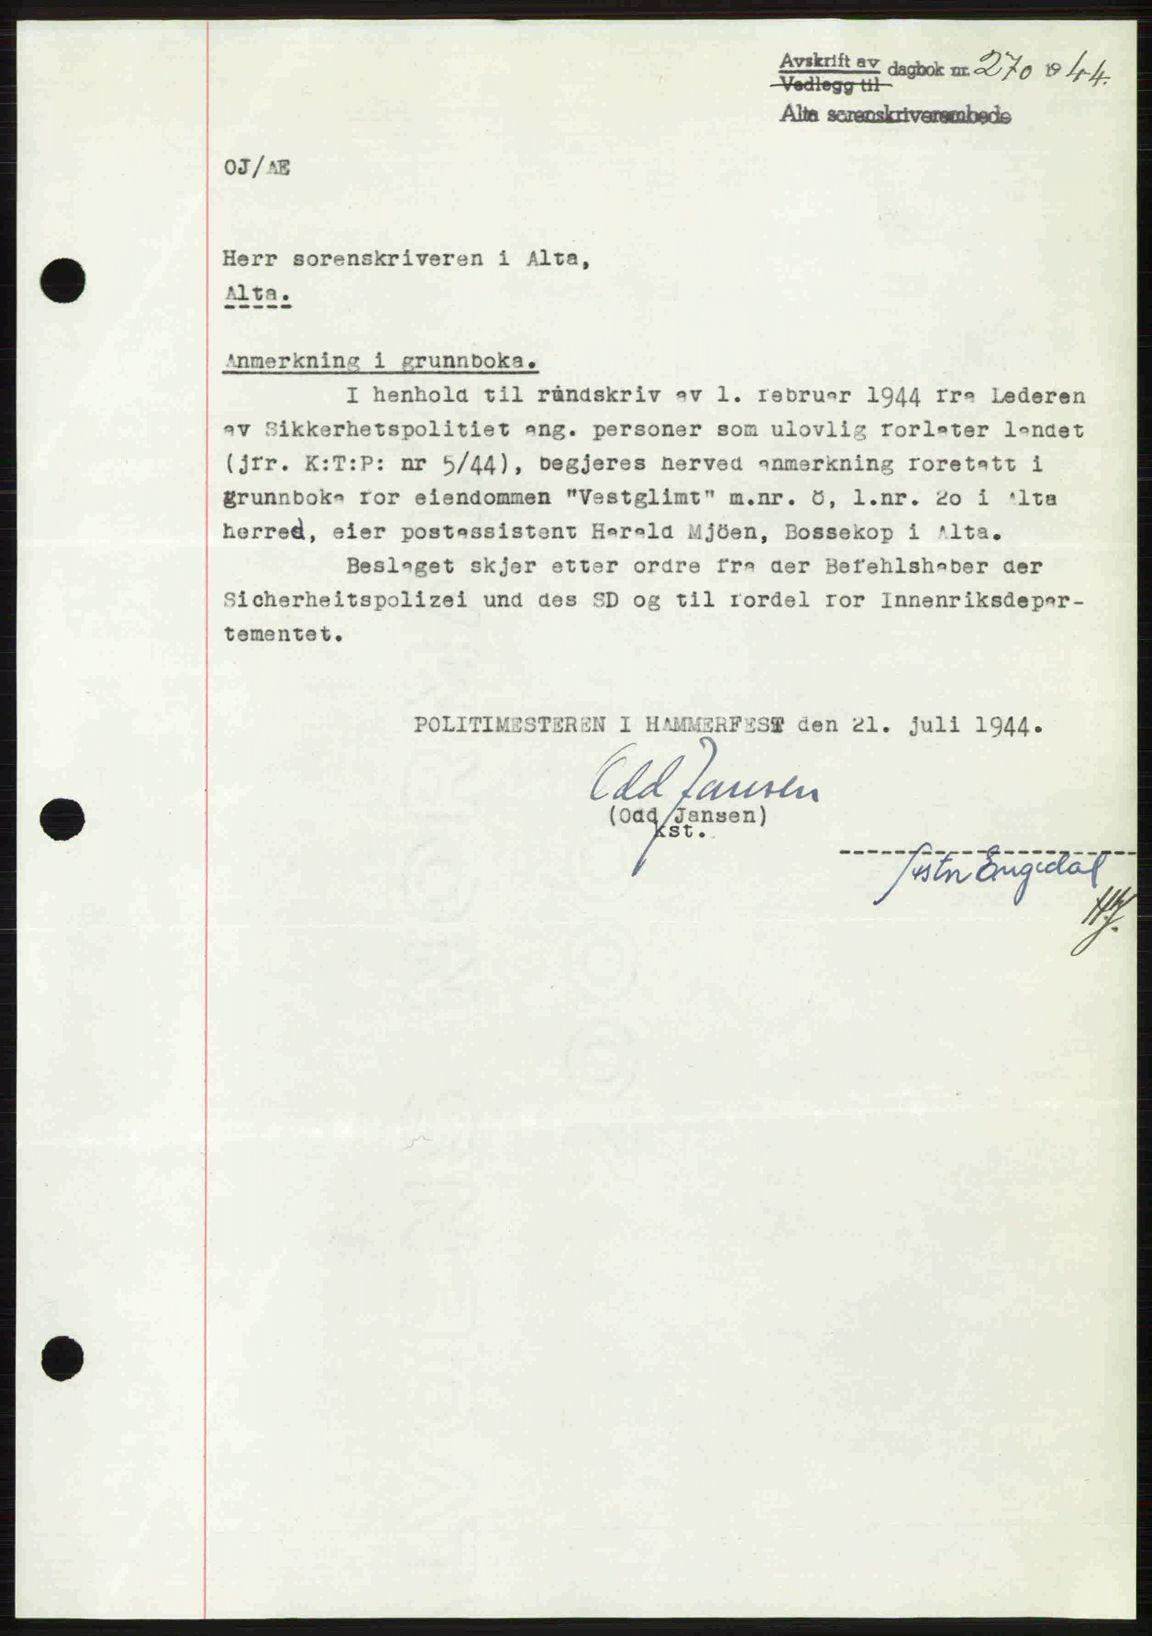 Avskrift av
Vedlegg til
dagbok nr. 270 1944.
Alta sorenskriverembede
OJ/AE
Herr sorenskriveren i Alta,
Alta.
Anmerkning i grunnboka.
I henhold til rundskriv av 1. februar 1944 fra Lederen
av Sikkerhetspolitiet ang. personer som ulovlig forlater landet
(jfr. K:T:P: nr 5/44), begjeres herved anmerkning foretatt i
grunnboka for eiendommen "Vestglimt" m.nr. 8, l.nr. 2o i Alta
herred, eier postassistent Harald Mjöen, Bossekop i Alta.
Beslaget skjer etter ordre fra der Befehlshaber der
Sicherheitspolizei und des SD og til fordel for Innenriksdepar-
tementet.
POLITIMESTEREN I HAMMERFEST den 21. juli 1944.
Odd Jansen
(Odd Jansen)
kst.
Engedal
HJ.